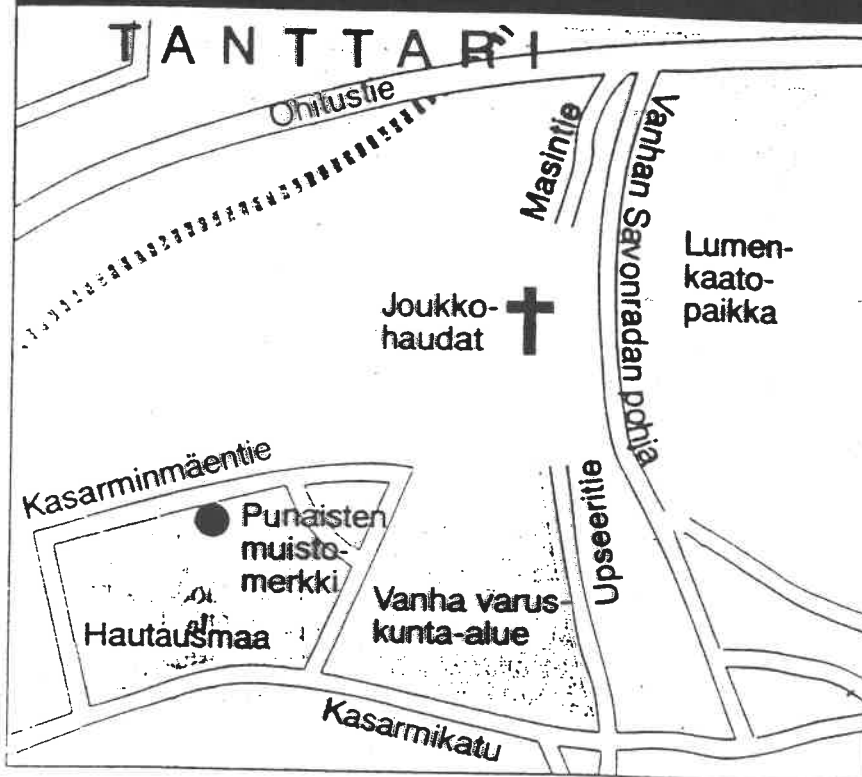 TANTTARI
Ohitustie
Masintie
Vanhan Savonradan pohja
Lumen-
kaato-
paikka
Joukko-
haudat
Kasarminmäentie
Punaisten
muisto-
merkki
Upseeritie
Vanha varus-
kunta-alue
Hautausmaa
Kasarmikatu